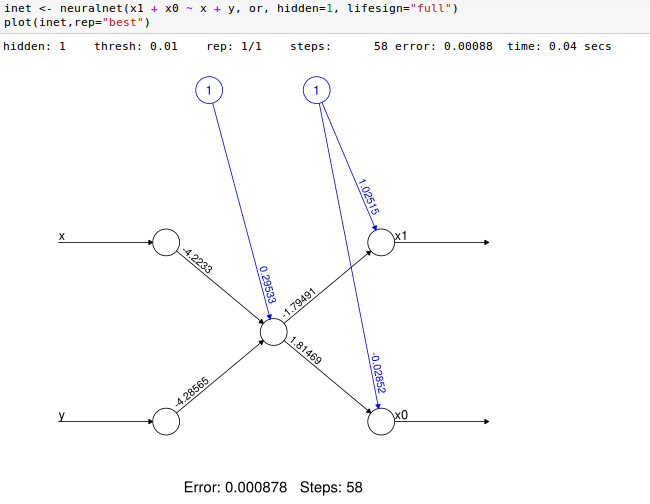 inet <- neuralnet(x1 + x0 ~ x + y, or, hidden=1, lifesign="full")
plot(inet,rep="best")
hidden: 1    thresh: 0.01    rep: 1/1    steps:      58 error: 0.00088  time: 0.04 secs
1
1
1.02515
x
x1
-4.2233
0.29533
-1.79491
1.81469
-0.02852
-4.28565
y
x0
Error: 0.000878   Steps: 58